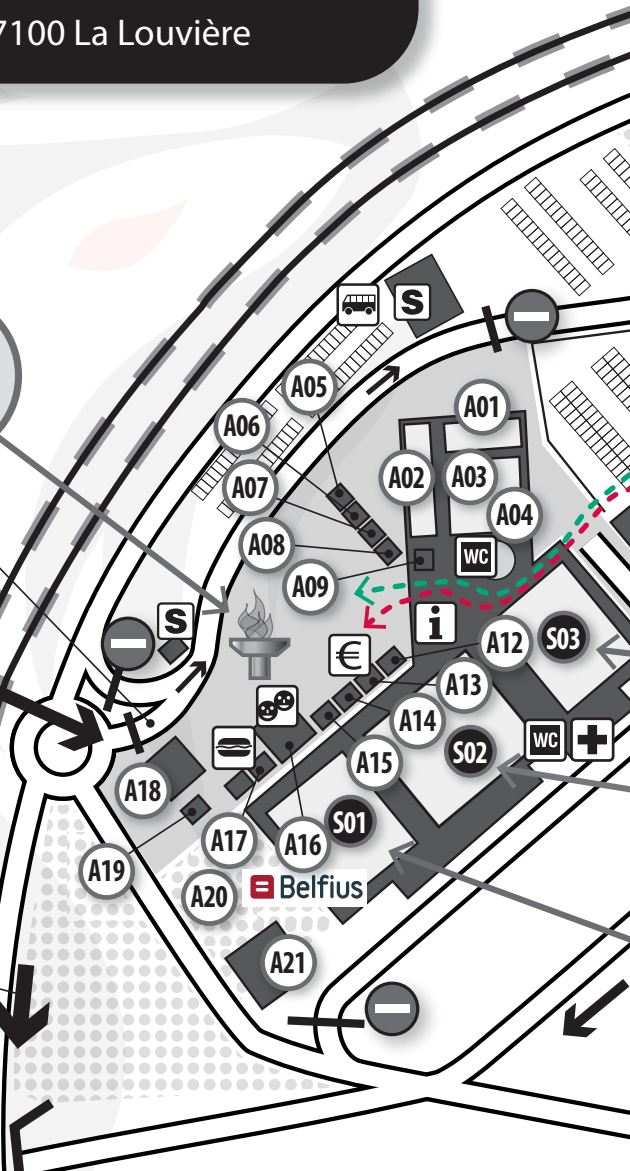 7100 La Louvière
S
A05
A06
A01
A07
A02
A03
A04
A08
WC
A09
i
S
€
A12
S03
A13
A14
S02
WC
A15
A18
S01
A17
A16
A19
A20
Belfius
A21